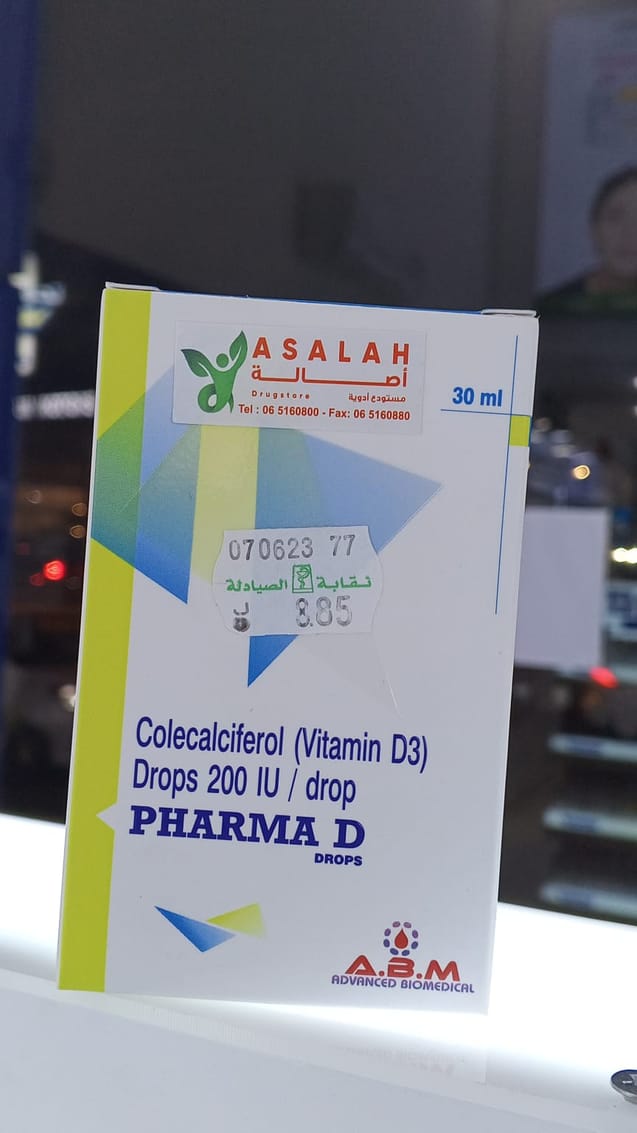 ASALAH
أصالة
Drugstore مستودع أدوية
Tel : 06 5160800 - Fax: 06 5160880
30 ml
070623 77
نقابة الصيادلة
8.85
Colecalciferol (Vitamin D3)
Drops 200 IU / drop
PHARMA D
DROPS
A.B.M
ADVANCED BIOMEDICAL